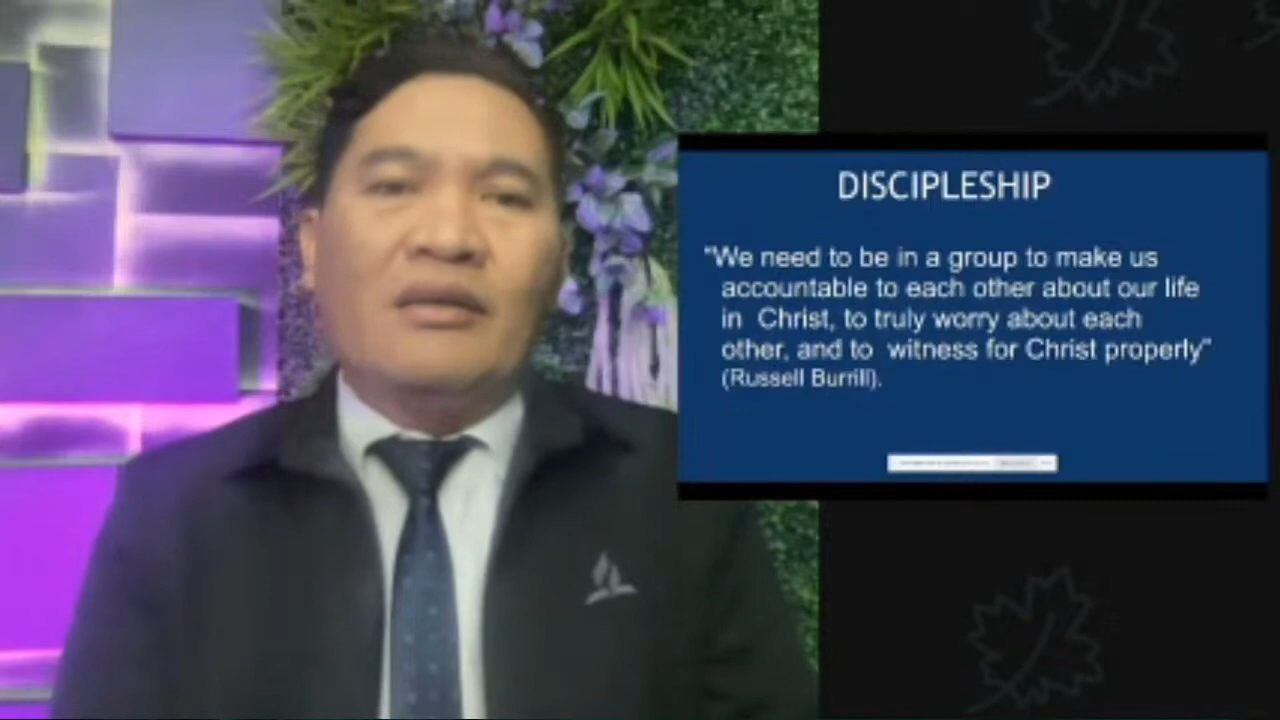 DISCIPLESHIP
“We need to be in a group to make us
accountable to each other about our life
in Christ, to truly worry about each
other, and to witness for Christ properly”
(Russell Burrill).